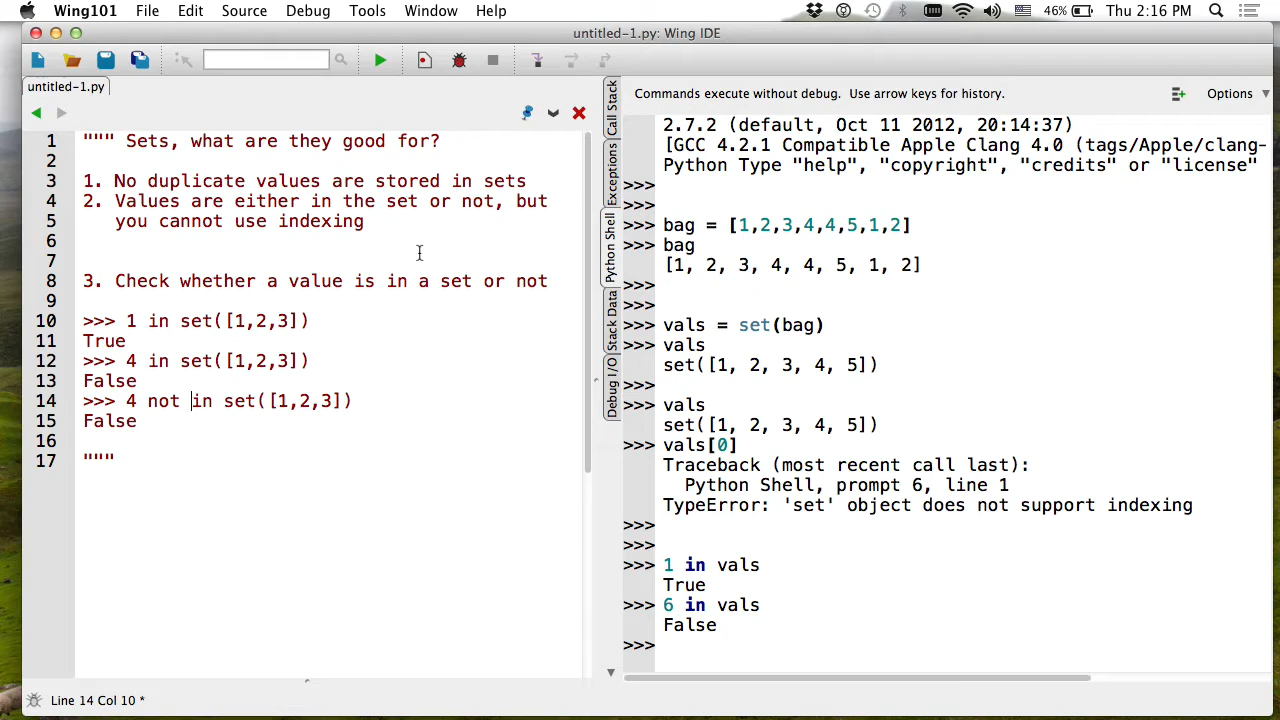 Wing101 File Edit Source Debug Tools Window Help 46% Thu 2:16 PM
untitled-1.py: Wing IDE
untitled-1.py
1 """ Sets, what are they good for?
2
3 1. No duplicate values are stored in sets
4 2. Values are either in the set or not, but
5 you cannot use indexing
6
7
8 3. Check whether a value is in a set or not
9
10 >>> 1 in set([1,2,3])
11 True
12 >>> 4 in set([1,2,3])
13 False
14 >>> 4 not in set([1,2,3])
15 False
16
17 """
Line 14 Col 10 *
Call Stack
Exceptions
Python Shell
Stack Data
Debug I/O
Commands execute without debug. Use arrow keys for history.
Options
2.7.2 (default, Oct 11 2012, 20:14:37)
[GCC 4.2.1 Compatible Apple Clang 4.0 (tags/Apple/clang-
Python Type "help", "copyright", "credits" or "license"
>>>
>>>
>>> bag = [1,2,3,4,4,5,1,2]
>>> bag
[1, 2, 3, 4, 4, 5, 1, 2]
>>>
>>>
>>> vals = set(bag)
>>> vals
set([1, 2, 3, 4, 5])
>>>
>>> vals
set([1, 2, 3, 4, 5])
>>> vals[0]
Traceback (most recent call last):
Python Shell, prompt 6, line 1
TypeError: 'set' object does not support indexing
>>>
>>>
>>> 1 in vals
True
>>> 6 in vals
False
>>>